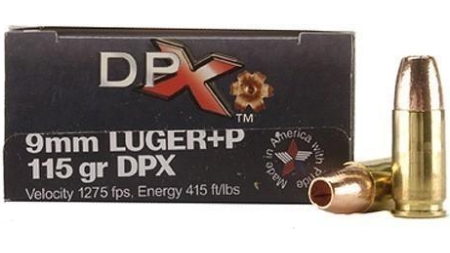 DPX
TM
9mm LUGER+P
115 gr DPX
Velocity 1275 fps, Energy 415 ft/lbs
Made in America with Pride